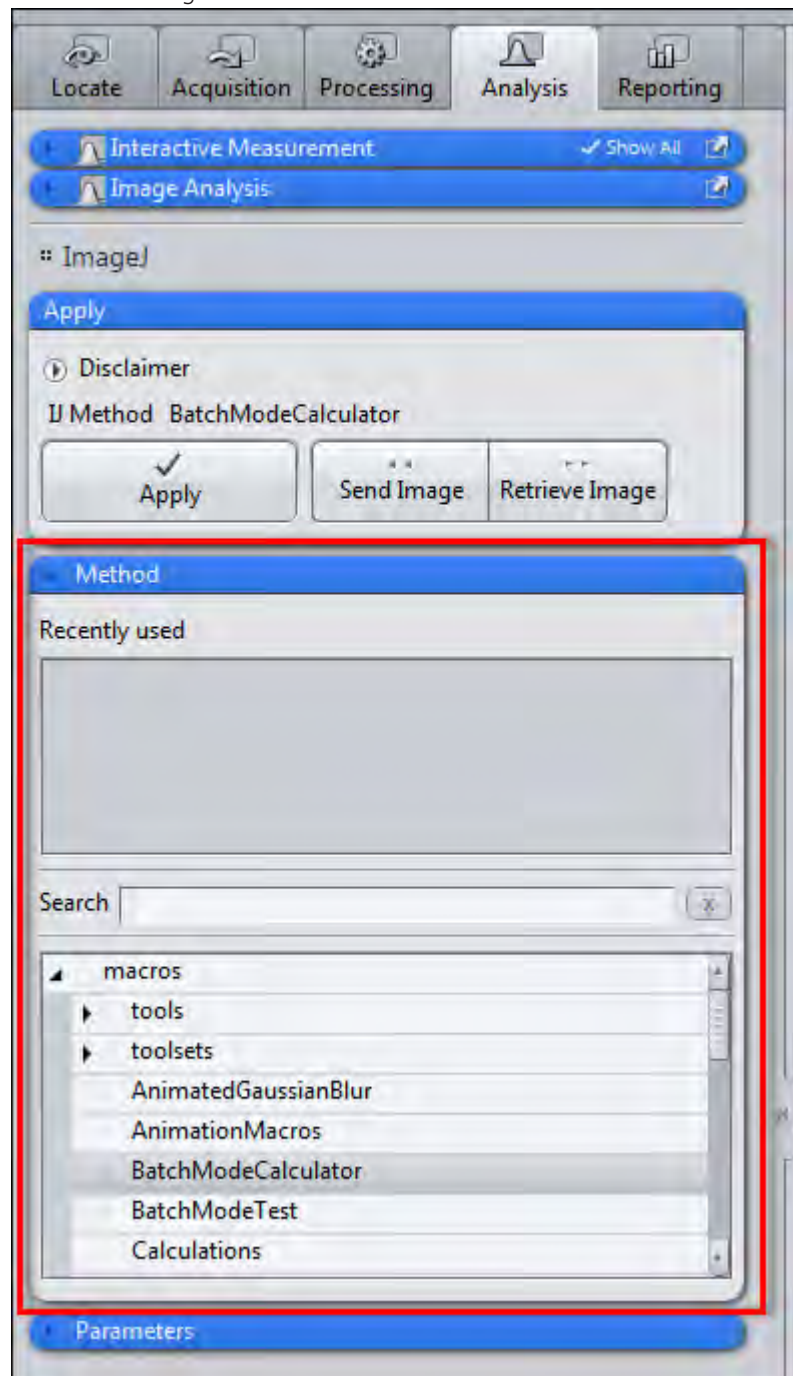 Locate Acquisition Processing Analysis Reporting
Interactive Measurement Show All
Image Analysis
ImageJ
Apply
Disclaimer
IJ Method BatchModeCalculator
Apply Send Image Retrieve Image
Method
Recently used
Search
macros
tools
toolsets
AnimatedGaussianBlur
AnimationMacros
BatchModeCalculator
BatchModeTest
Calculations
Parameters